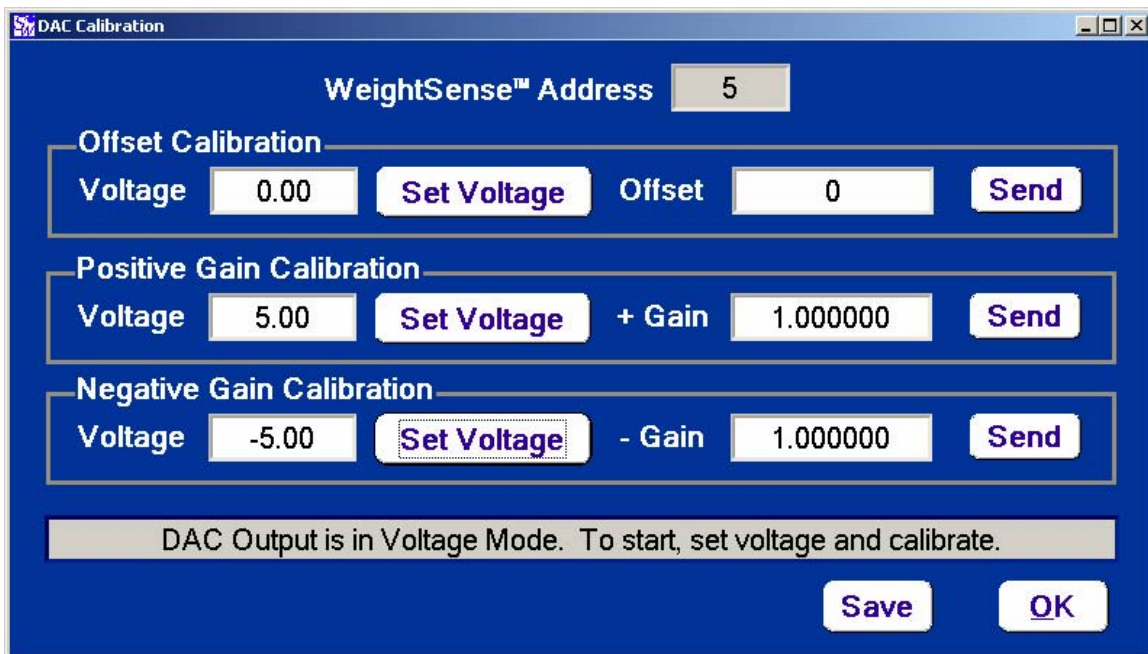 DAC Calibration
WeightSense™ Address 5
Offset Calibration
Voltage 0.00 Set Voltage Offset 0 Send
Positive Gain Calibration
Voltage 5.00 Set Voltage + Gain 1.000000 Send
Negative Gain Calibration
Voltage -5.00 Set Voltage - Gain 1.000000 Send
DAC Output is in Voltage Mode. To start, set voltage and calibrate.
Save OK